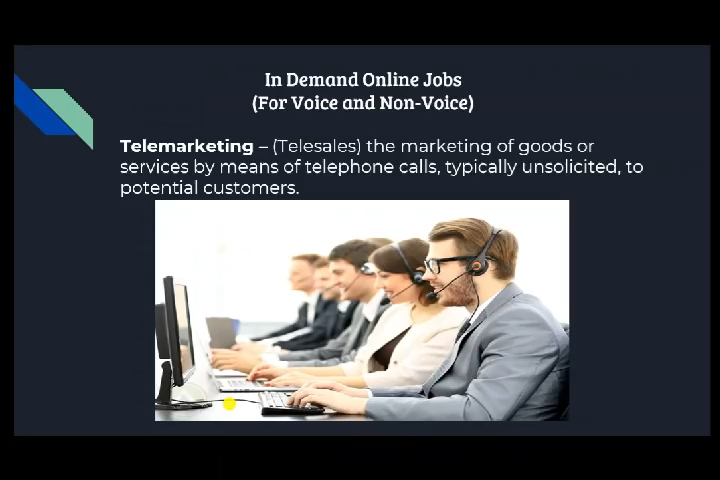 In Demand Online Jobs
(For Voice and Non-Voice)
Telemarketing – (Telesales) the marketing of goods or
services by means of telephone calls, typically unsolicited, to
potential customers.